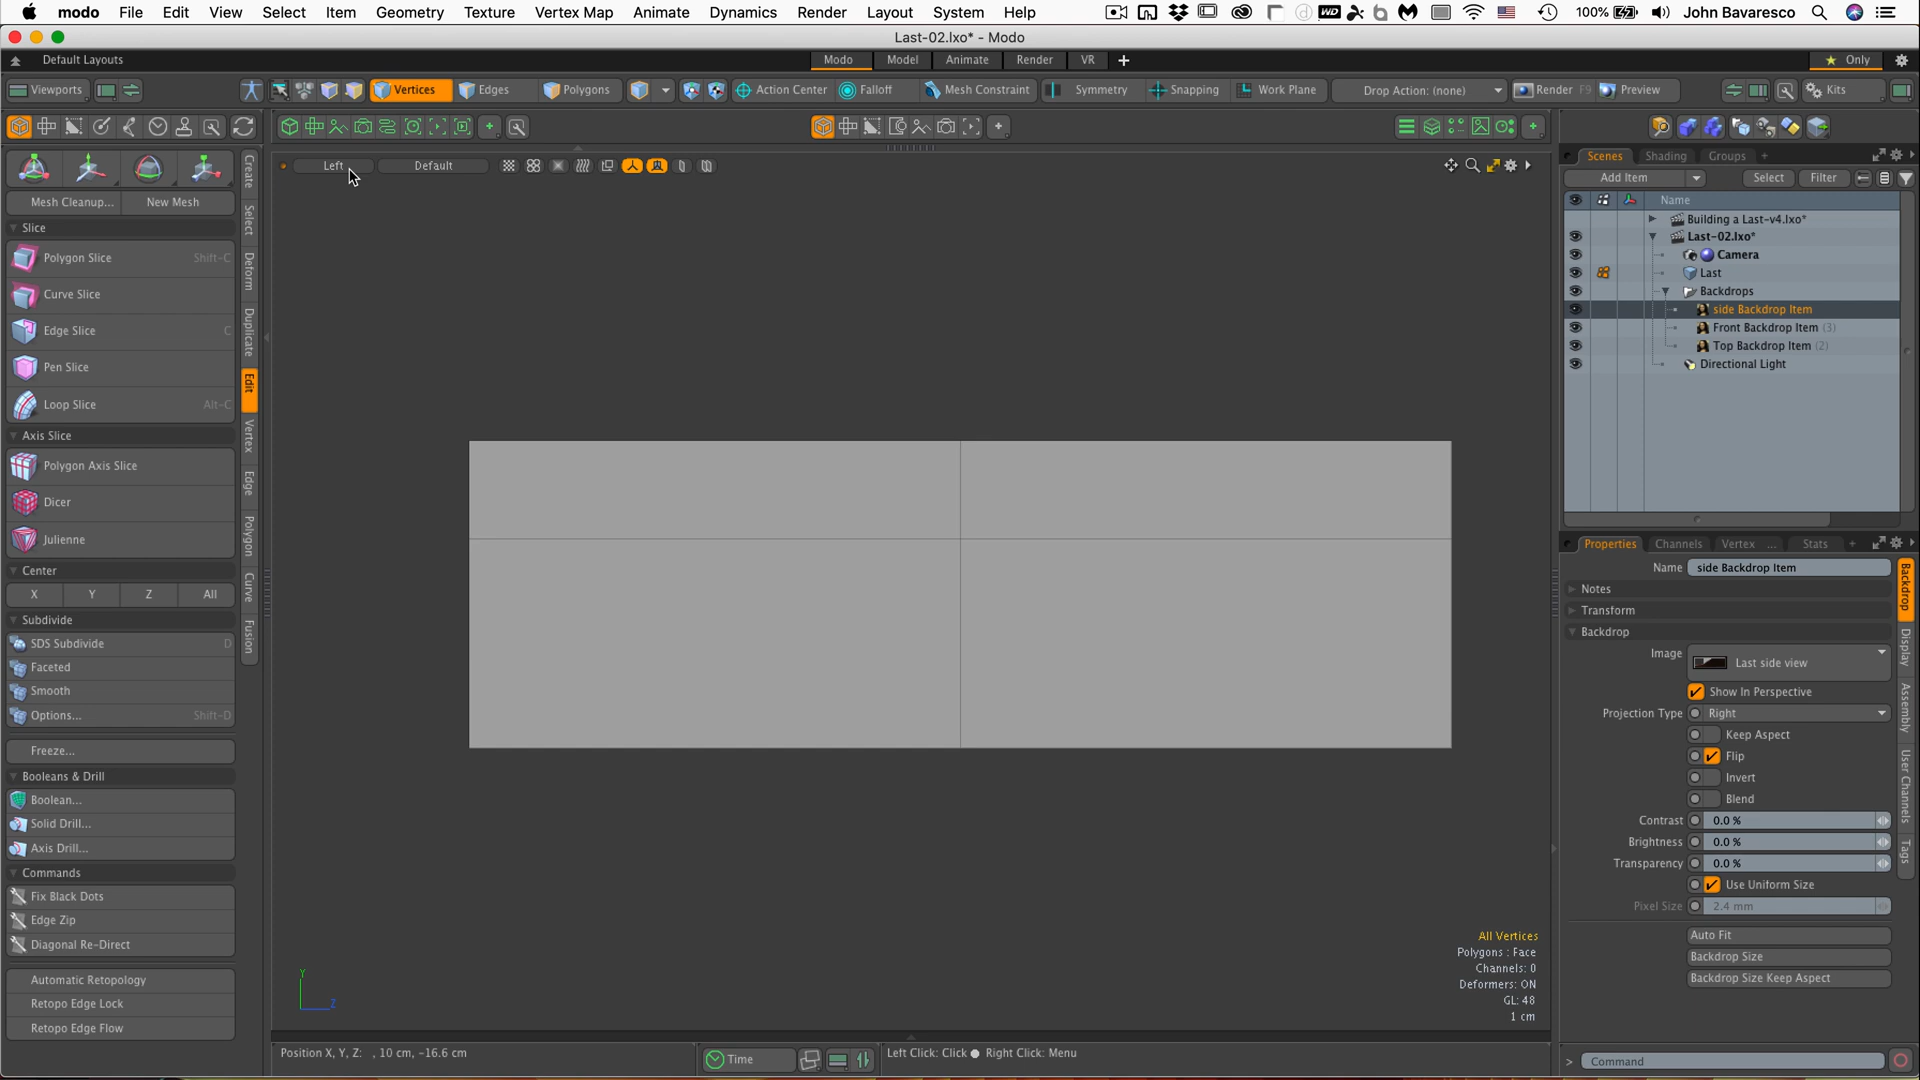 modo File Edit View Select Item Geometry Texture Vertex Map Animate Dynamics Render Layout System Help WD 100% John Bavaresco
Last-02.lxo* - Modo
Default Layouts Modo Model Animate Render VR Only
Viewports Vertices Edges Polygons Action Center Falloff Mesh Constraint Symmetry Snapping Work Plane Drop Action: (none) Render F9 Preview Kits
Left Default
Mesh Cleanup... New Mesh
Slice
Polygon Slice Shift-C
Curve Slice
Edge Slice C
Pen Slice
Loop Slice Alt-C
Axis Slice
Polygon Axis Slice
Dicer
Julienne
Center
X Y Z All
Subdivide
SDS Subdivide D
Faceted
Smooth
Options... Shift-D
Freeze...
Booleans & Drill
Boolean...
Solid Drill...
Axis Drill...
Commands
Fix Black Dots
Edge Zip
Diagonal Re-Direct
Automatic Retopology
Retopo Edge Lock
Retopo Edge Flow
Create
Select
Deform
Duplicate
Edit
Vertex
Edge
Polygon
Curve
Fusion
Y
Z
All Vertices
Polygons : Face
Channels: 0
Deformers: ON
GL: 48
1 cm
Position X, Y, Z: , 10 cm, -16.6 cm Time Left Click: Click ● Right Click: Menu
Scenes Shading Groups
Add Item Select Filter
Name
Building a Last-v4.lxo*
Last-02.lxo*
Camera
Last
Backdrops
side Backdrop Item
Front Backdrop Item (3)
Top Backdrop Item (2)
Directional Light
Properties Channels Vertex ... Stats
Name side Backdrop Item
Notes
Transform
Backdrop
Image Last side view
Show In Perspective
Projection Type Right
Keep Aspect
Flip
Invert
Blend
Contrast 0.0 %
Brightness 0.0 %
Transparency 0.0 %
Use Uniform Size
Pixel Size 2.4 mm
Auto Fit
Backdrop Size
Backdrop Size Keep Aspect
Backdrop
Display
Assembly
User Channels
Tags
> Command